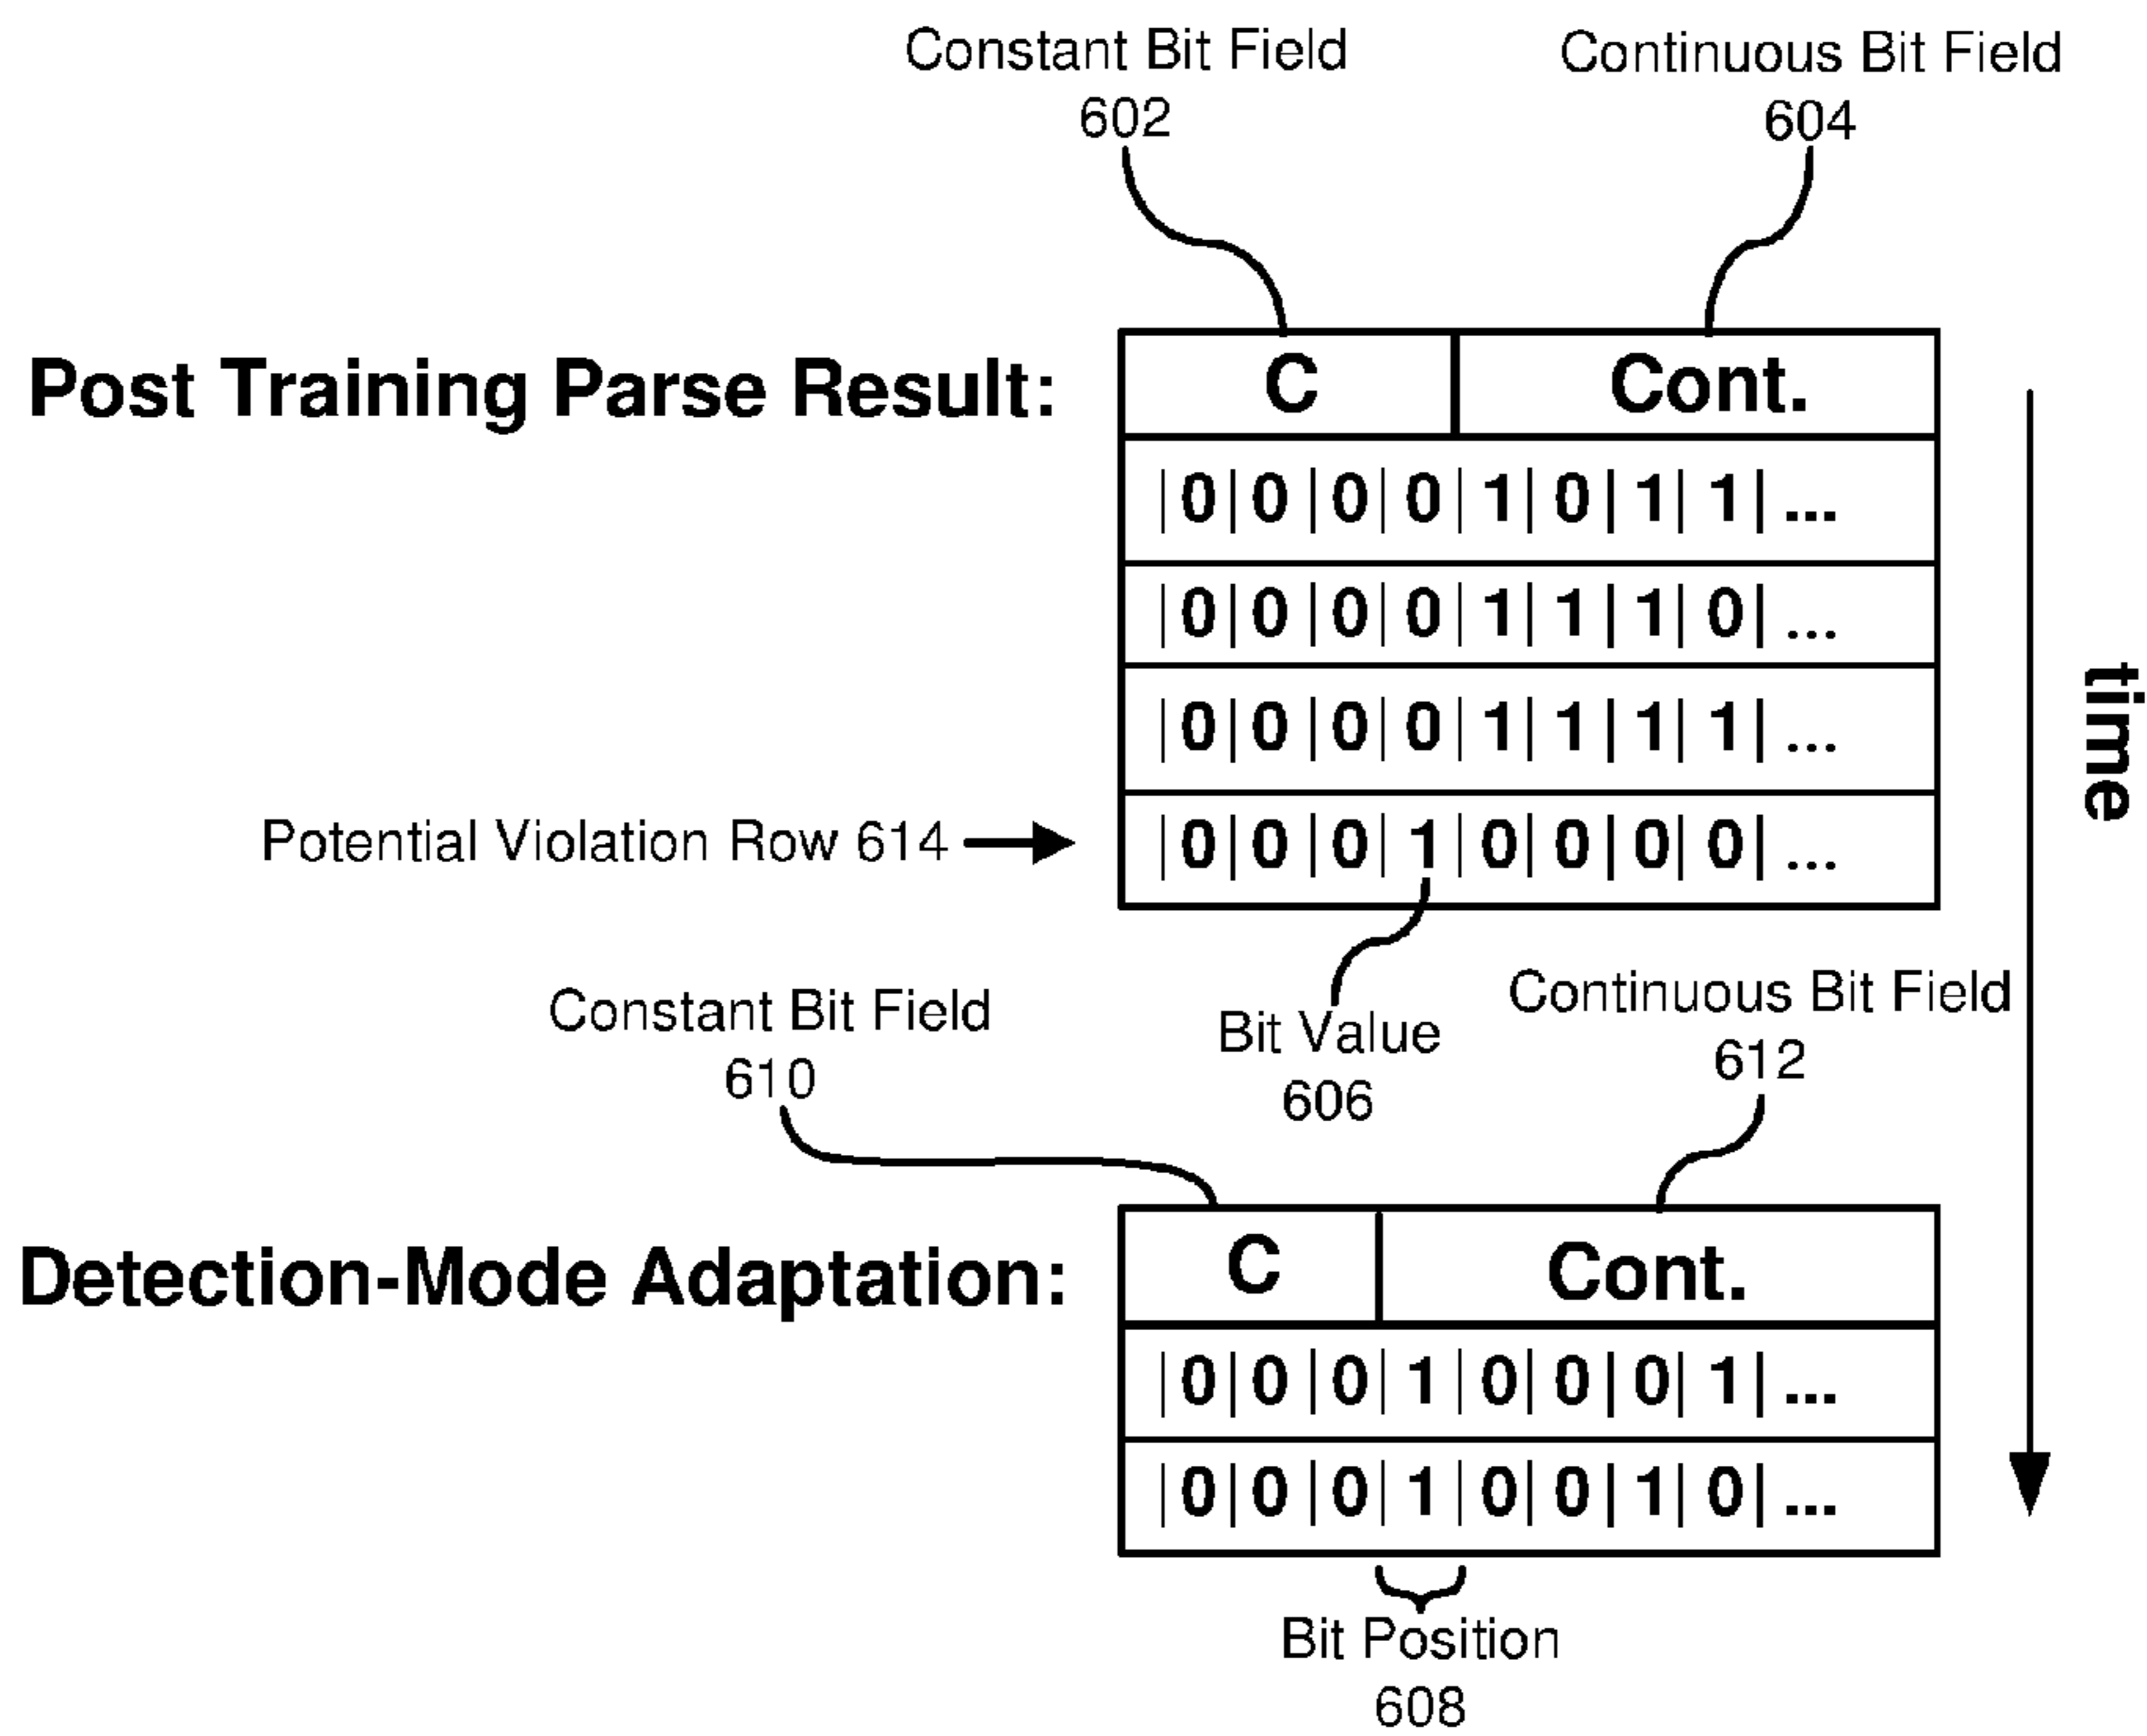 Constant Bit Field
602
Continuous Bit Field
604
Post Training Parse Result:
C
Cont.
|0|0|0|0|1|0|1|1|...
|0|0|0|0|1|1|1|0|...
|0|0|0|0|1|1|1|1|...
Potential Violation Row 614
|0|0|0|1|0|0|0|0|...
time
Bit Value
606
Constant Bit Field
610
Continuous Bit Field
612
Detection-Mode Adaptation:
C
Cont.
|0|0|0|1|0|0|0|1|...
|0|0|0|1|0|0|1|0|...
Bit Position
608